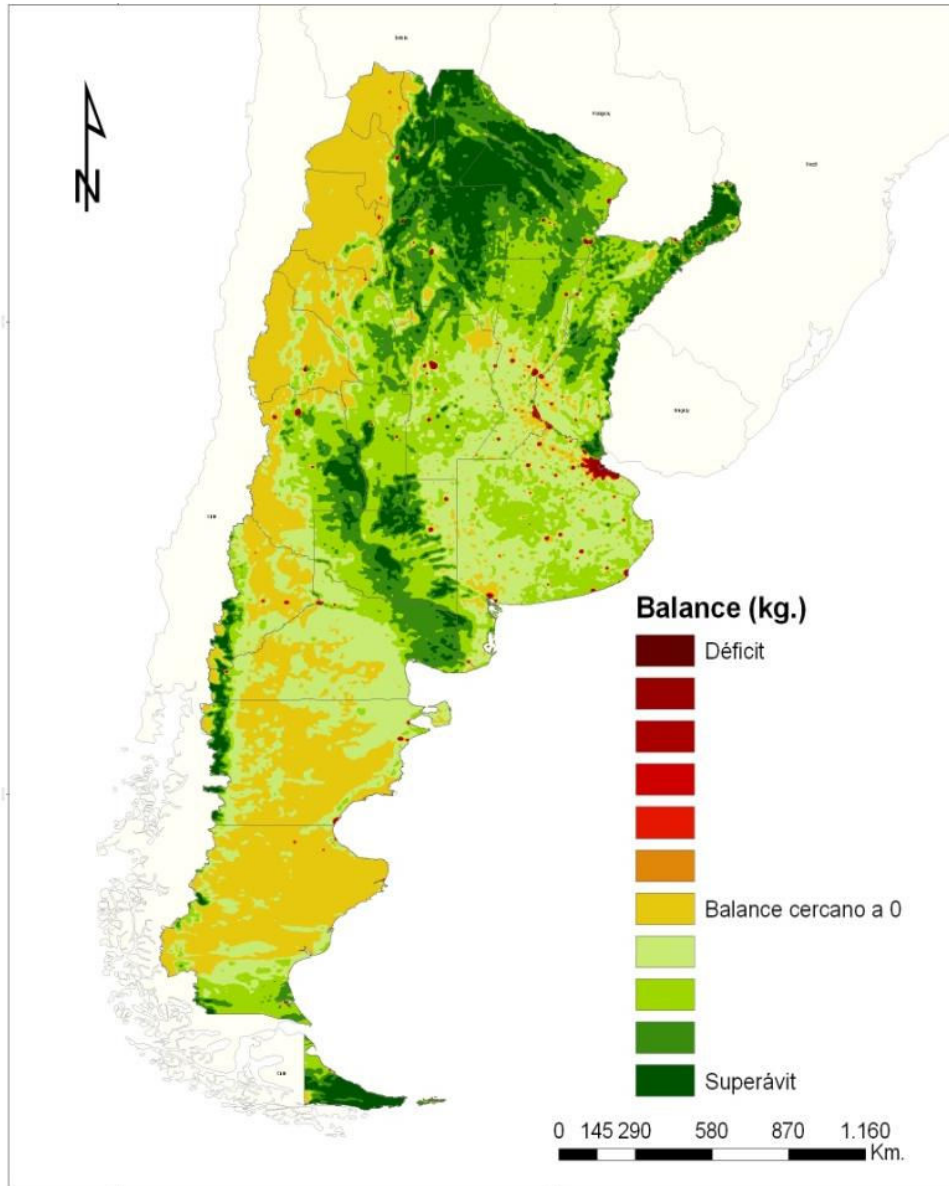 N
Balance (kg.)
Déficit
Balance cercano a 0
Superávit
0 145 290 580 870 1.160
Km.